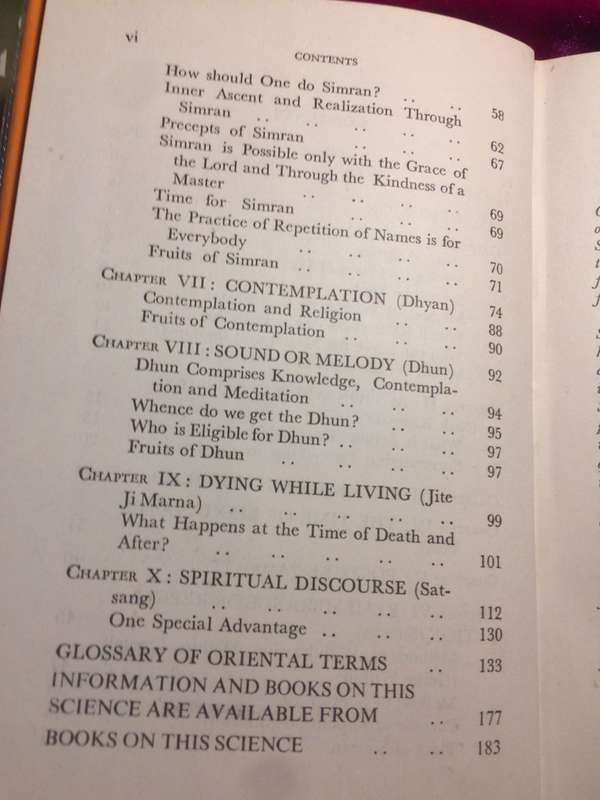 vi
CONTENTS
How should One do Simran? .. .. 58
Inner Ascent and Realization Through
Simran .. .. .. .. .. 62
Precepts of Simran .. .. .. 67
Simran is Possible only with the Grace of
the Lord and Through the Kindness of a
Master .. .. .. .. 69
Time for Simran .. .. .. 69
The Practice of Repetition of Names is for
Everybody .. .. .. .. 70
Fruits of Simran .. .. .. .. 71
CHAPTER VII: CONTEMPLATION (Dhyan) 74
Contemplation and Religion .. .. 88
Fruits of Contemplation .. .. .. 90
CHAPTER VIII: SOUND OR MELODY (Dhun) 92
Dhun Comprises Knowledge, Contempla-
tion and Meditation .. .. .. 94
Whence do we get the Dhun? .. .. 95
Who is Eligible for Dhun? .. .. .. 97
Fruits of Dhun .. .. .. .. 97
CHAPTER IX: DYING WHILE LIVING (Jite
Ji Marna) .. .. .. .. .. 99
What Happens at the Time of Death and
After? .. .. .. .. .. 101
CHAPTER X: SPIRITUAL DISCOURSE (Sat-
sang) .. .. .. .. .. 112
One Special Advantage .. .. .. 130
GLOSSARY OF ORIENTAL TERMS .. 133
INFORMATION AND BOOKS ON THIS
SCIENCE ARE AVAILABLE FROM .. 177
BOOKS ON THIS SCIENCE .. .. 183